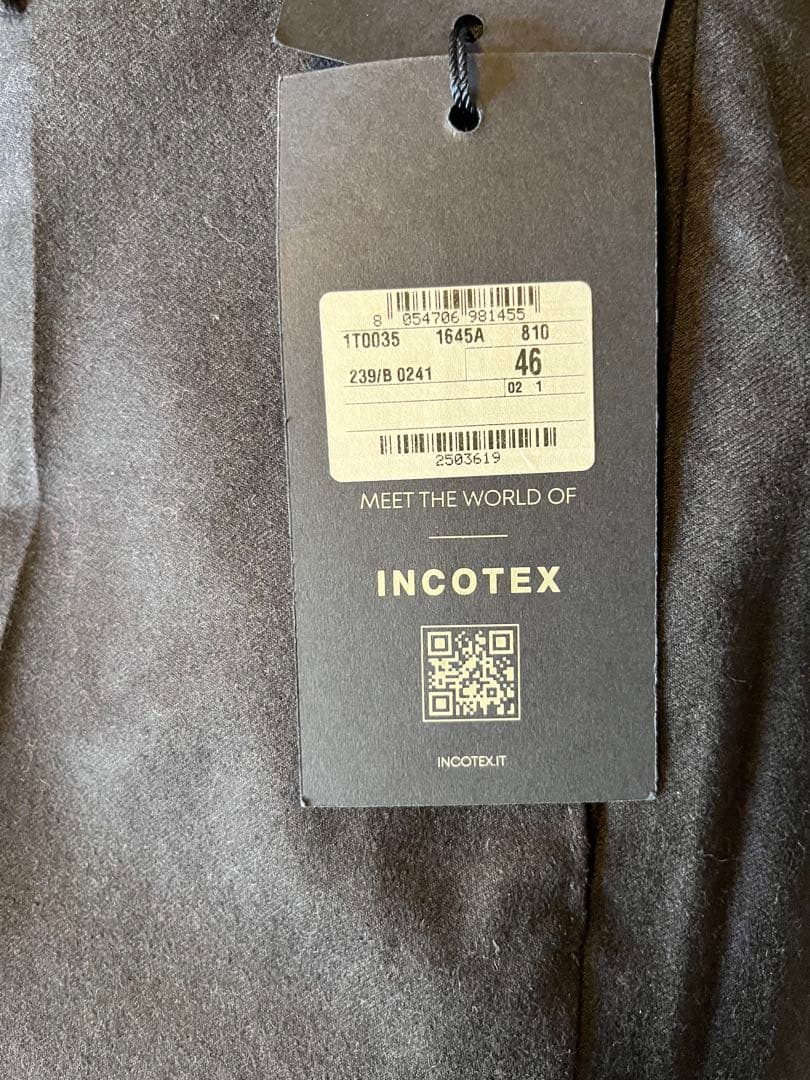 8 054706 981455
1T0035 1645A 810
239/B 0241 46
02 1
2503619
MEET THE WORLD OF
INCOTEX
INCOTEX.IT